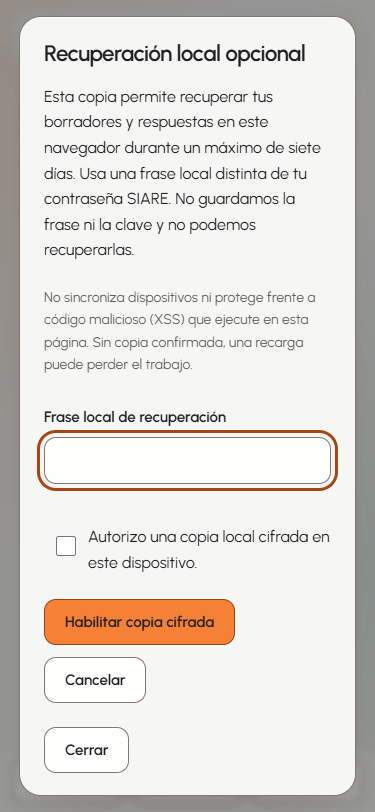 Recuperación local opcional
Esta copia permite recuperar tus
borradores y respuestas en este
navegador durante un máximo de siete
días. Usa una frase local distinta de tu
contraseña SIARE. No guardamos la
frase ni la clave y no podemos
recuperarlas.
No sincroniza dispositivos ni protege frente a
código malicioso (XSS) que ejecute en esta
página. Sin copia confirmada, una recarga
puede perder el trabajo.
Frase local de recuperación
Autorizo una copia local cifrada en
este dispositivo.
Habilitar copia cifrada
Cancelar
Cerrar